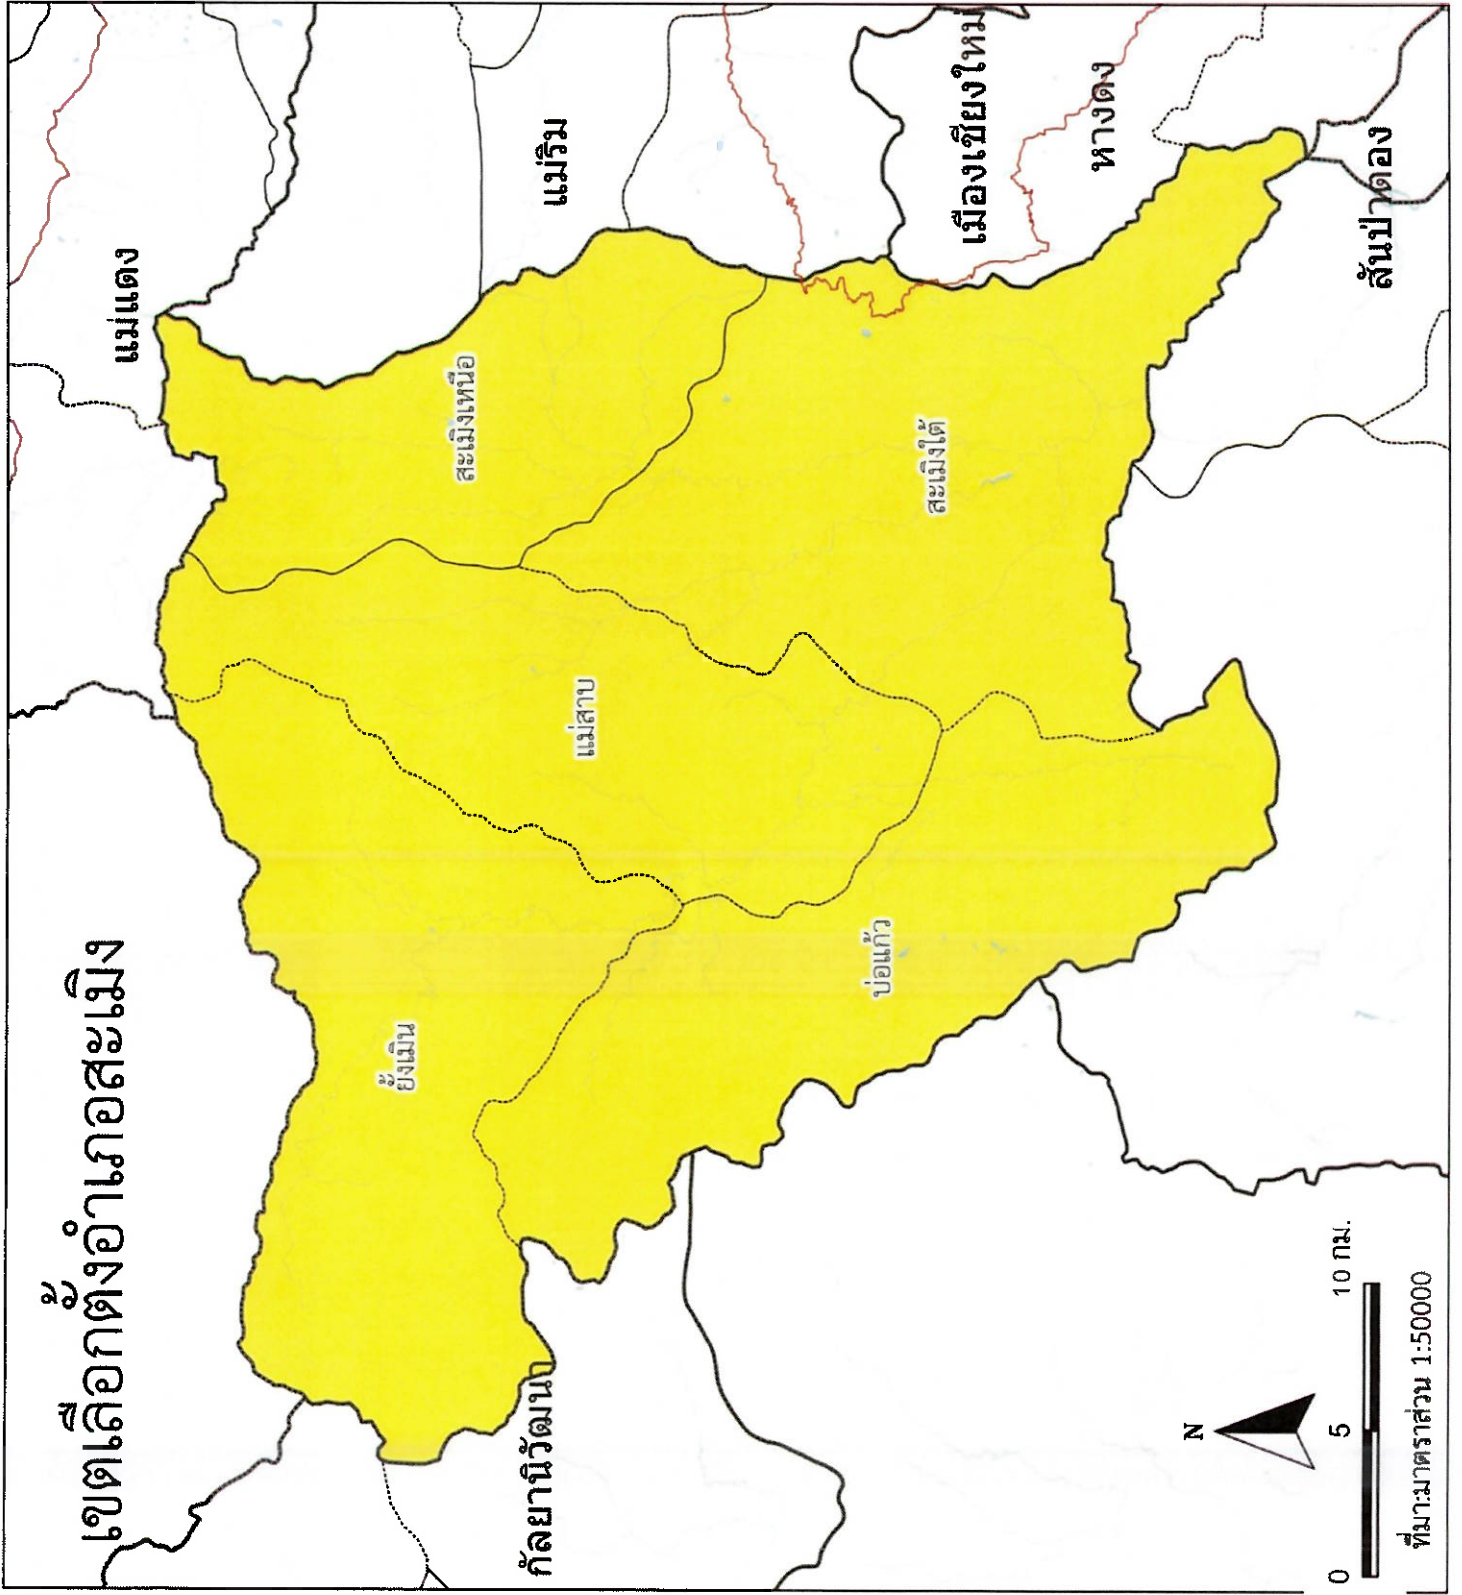 เขตเลือกตั้งอำเภอสะเมิง
แม่แตง
แม่ริม
สะเมิงเหนือ
ยั้งเมิน
แม่สาบ
กัลยานิวัฒนา
บ่อแก้ว
สะเมิงใต้
เมืองเชียงใหม่
หางดง
สันป่าตอง
N
0 5 10 กม.
ที่มา:มาตราส่วน 1:50000